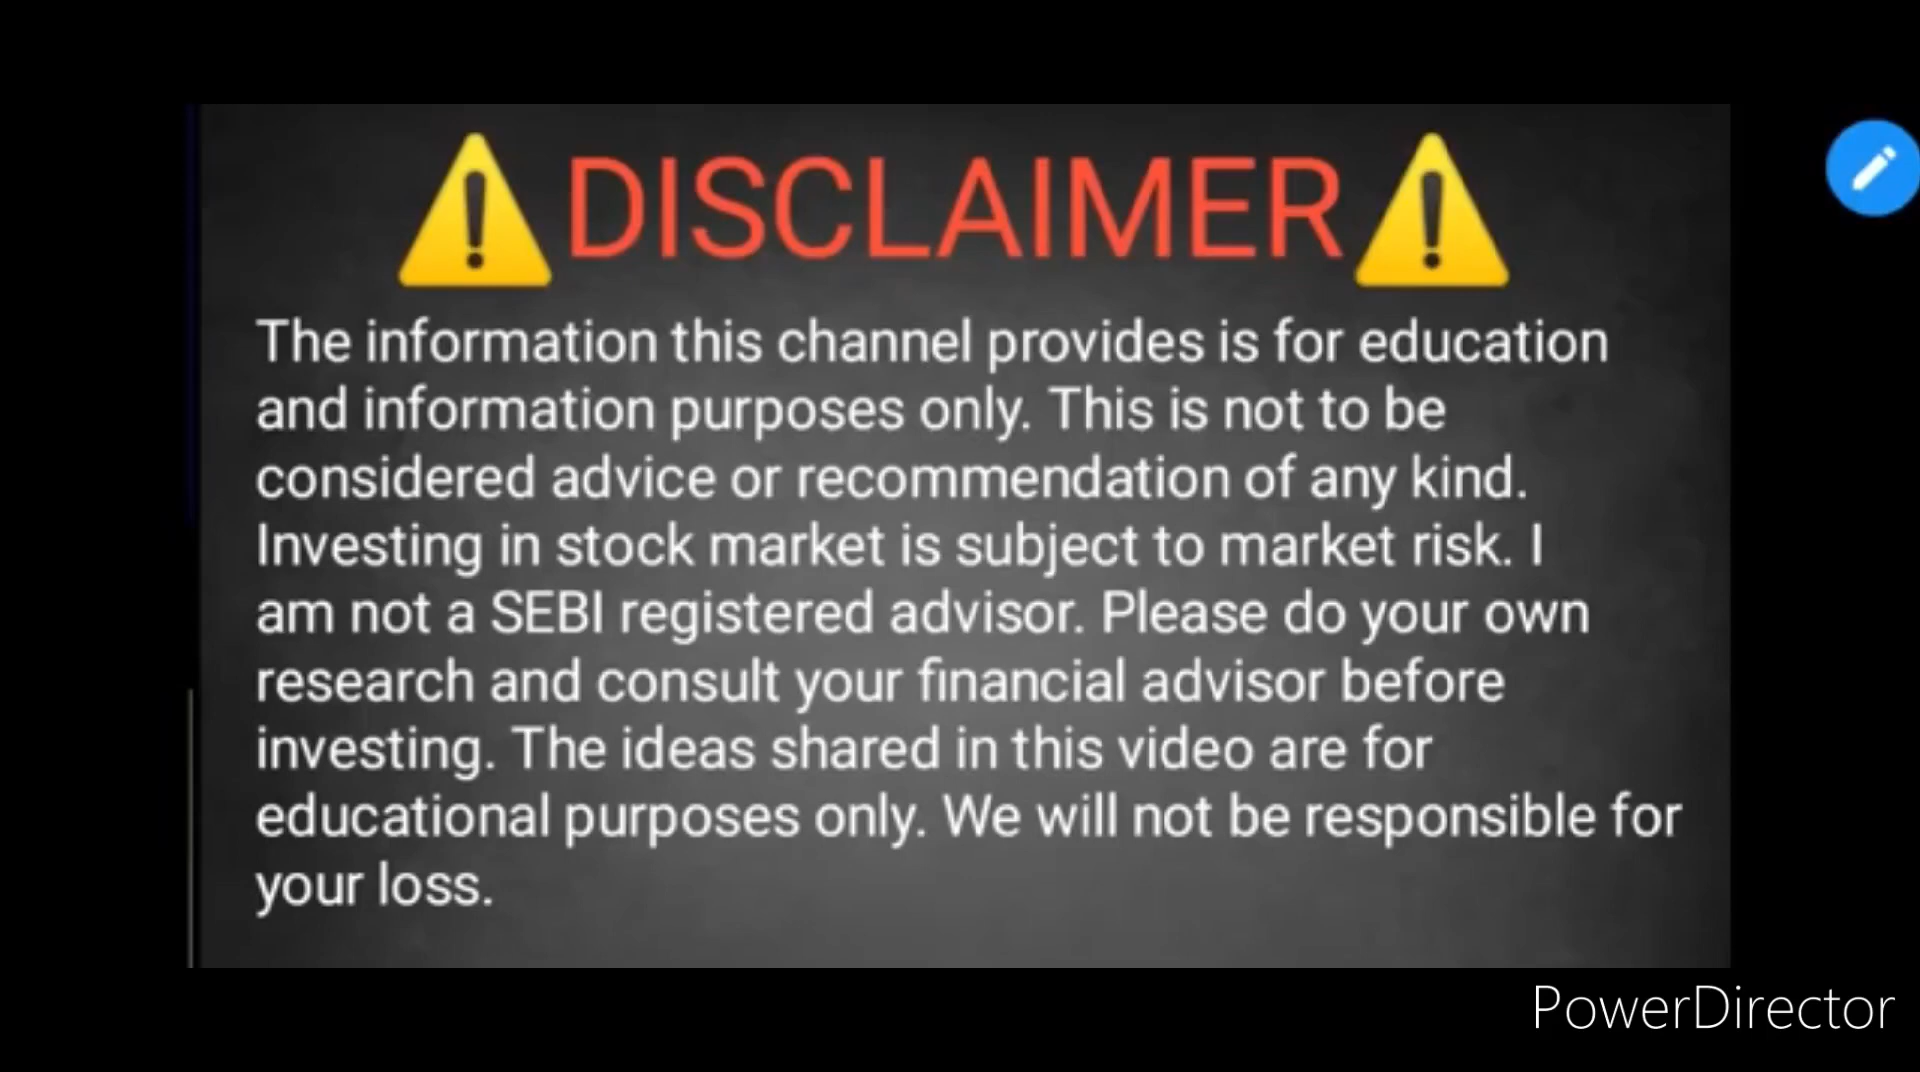 ⚠DISCLAIMER⚠
The information this channel provides is for education
and information purposes only. This is not to be
considered advice or recommendation of any kind.
Investing in stock market is subject to market risk. I
am not a SEBI registered advisor. Please do your own
research and consult your financial advisor before
investing. The ideas shared in this video are for
educational purposes only. We will not be responsible for
your loss.
PowerDirector